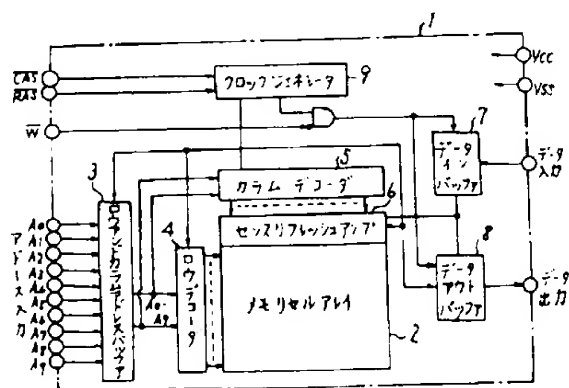 1
CAS
RAS
W
クロックジェネレータ
9
VCC
VSS
7
データ
イン
バッファ
データ
入力
5
カラムデコーダ
6
センスリフレッシュアンプ
3
ロウアンドカラムアドレスバッファ
4
ロウデコーダ
アドレス入力
A0
A1
A2
A3
A4
A5
A6
A7
A8
A9
A0-
A9
メモリセルアレイ
2
8
データ
アウト
バッファ
データ
出力